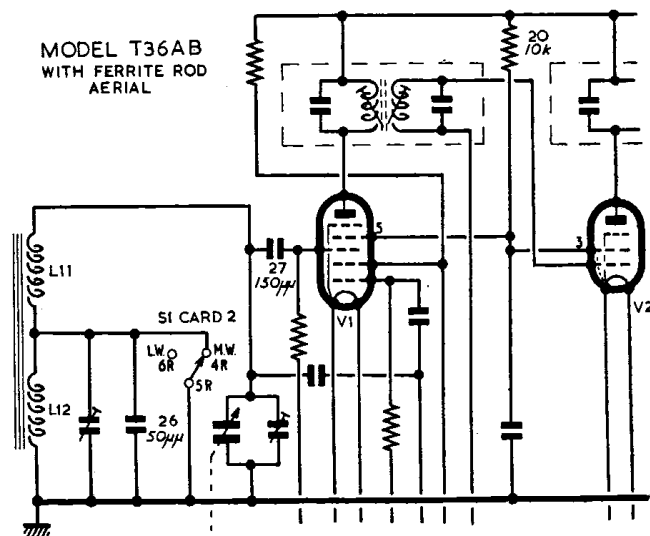 MODEL T36AB
WITH FERRITE ROD
AERIAL
20
10k
5
3
L11
27
150μμ
V1
V2
S1 CARD 2
L.W.
6R
M.W.
4R
5R
L12
26
50μμ